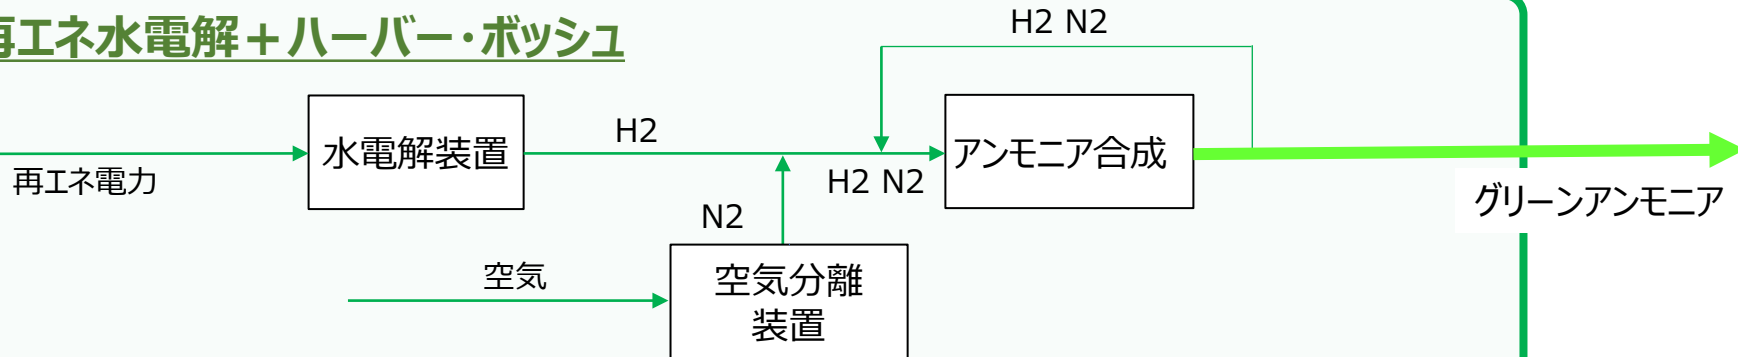 再エネ水電解＋ハーバー・ボッシュ
H2 N2
水電解装置
H2
アンモニア合成
再エネ電力
H2 N2
グリーンアンモニア
N2
空気
空気分離
装置